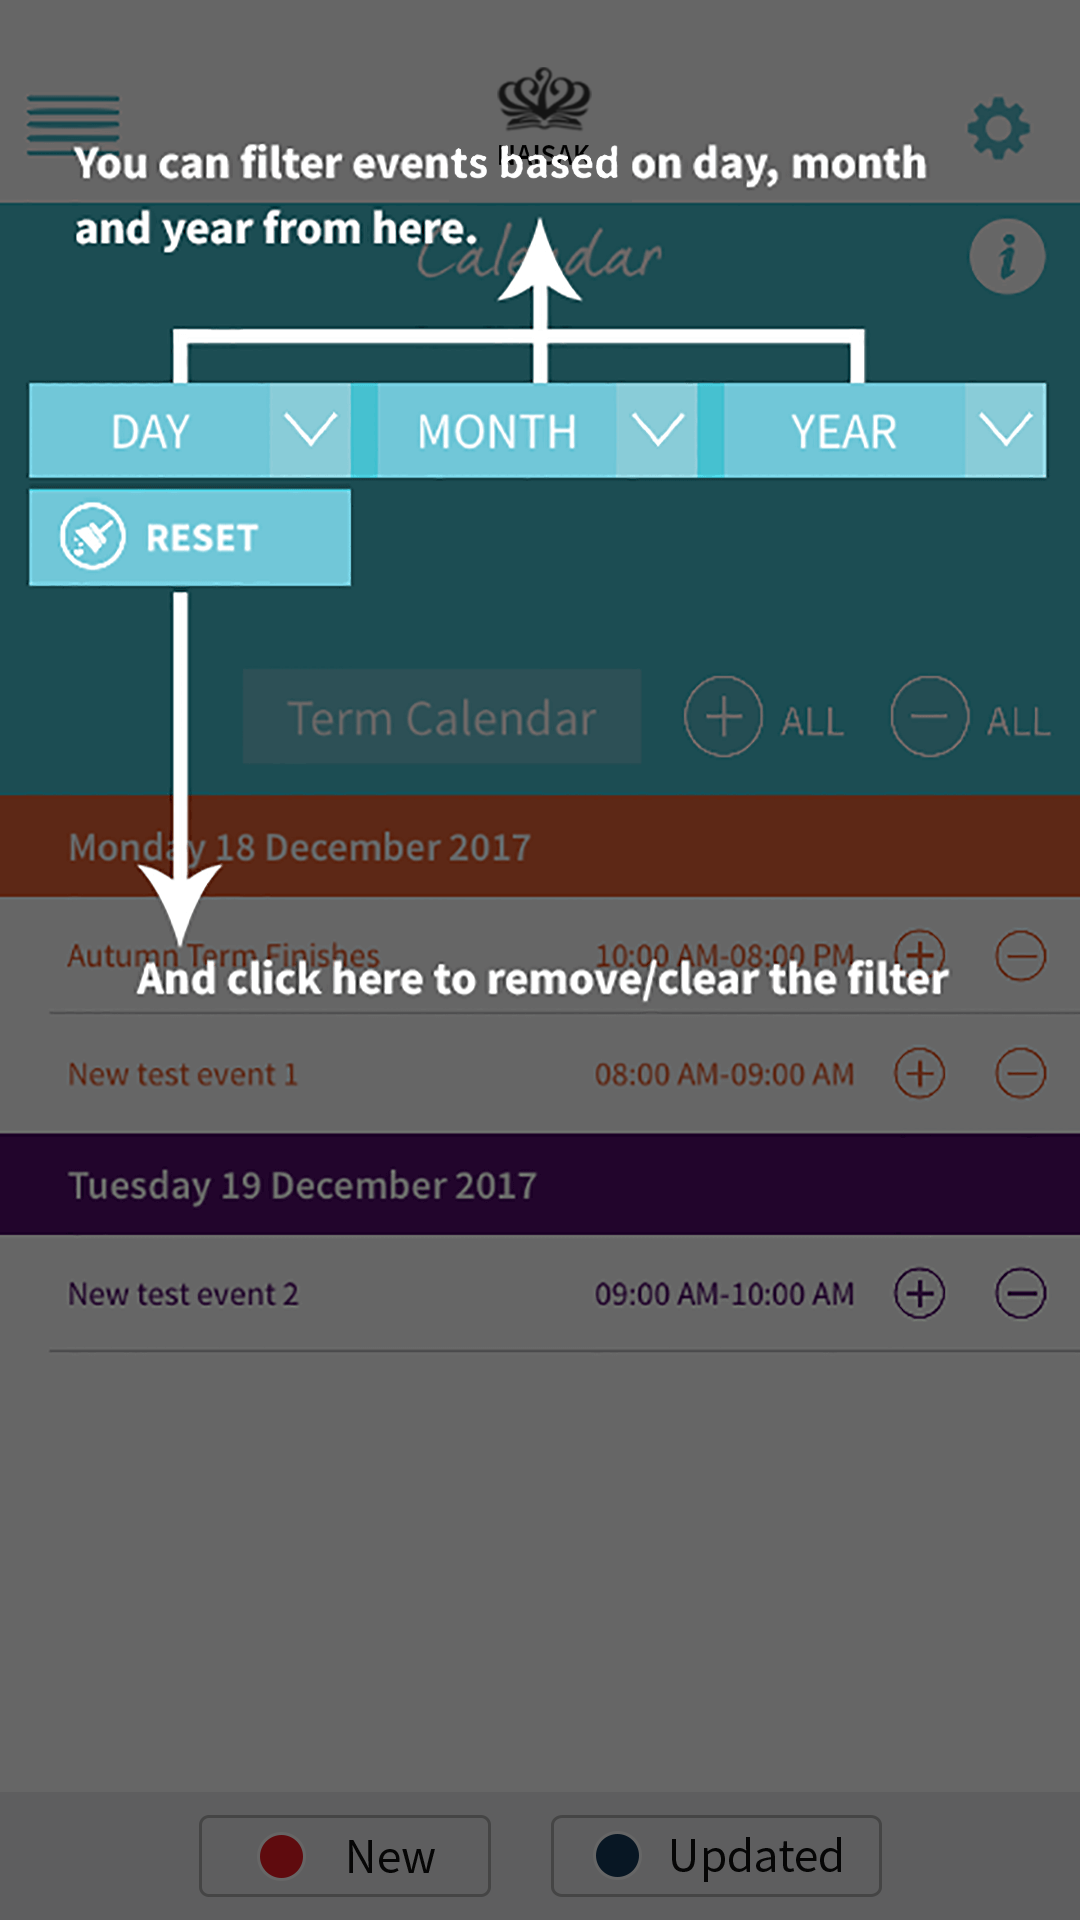 NAISAK
You can filter events based on day, month
and year from here.
Calendar
DAY MONTH YEAR
RESET
Term Calendar ALL ALL
Monday 18 December 2017
Autumn Term Finishes 10:00 AM-08:00 PM
And click here to remove/clear the filter
New test event 1 08:00 AM-09:00 AM
Tuesday 19 December 2017
New test event 2 09:00 AM-10:00 AM
New Updated